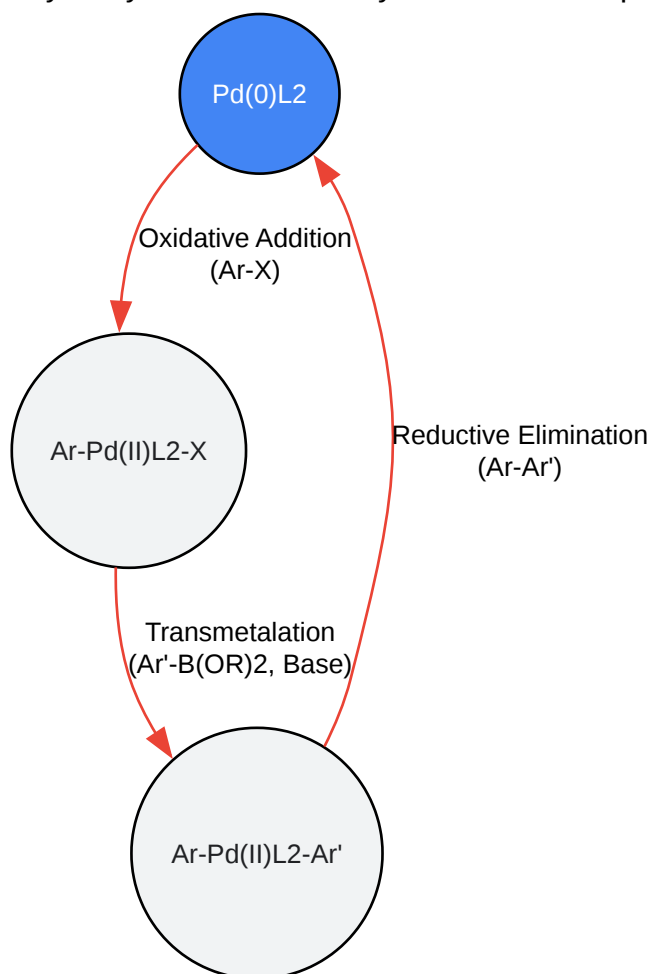 Pd(0)L2
Oxidative Addition
(Ar-X)
Ar-Pd(II)L2-X
Reductive Elimination
(Ar-Ar')
Transmetalation
(Ar'-B(OR)2, Base)
Ar-Pd(II)L2-Ar'